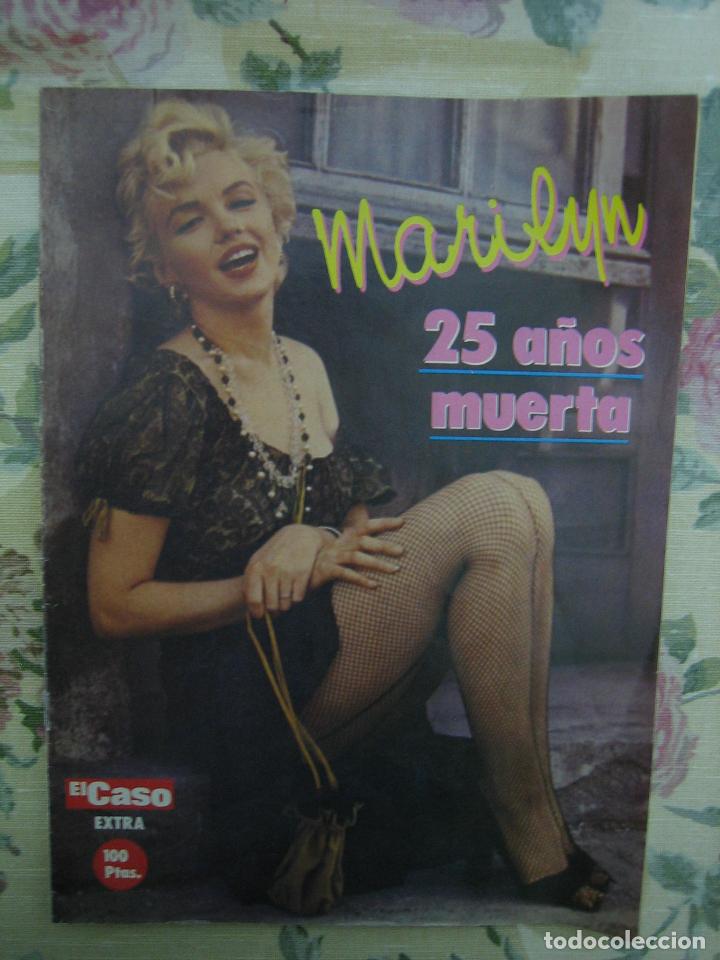 Marilyn
25 años
muerta
El Caso
EXTRA
100
Ptas.
todocoleccion